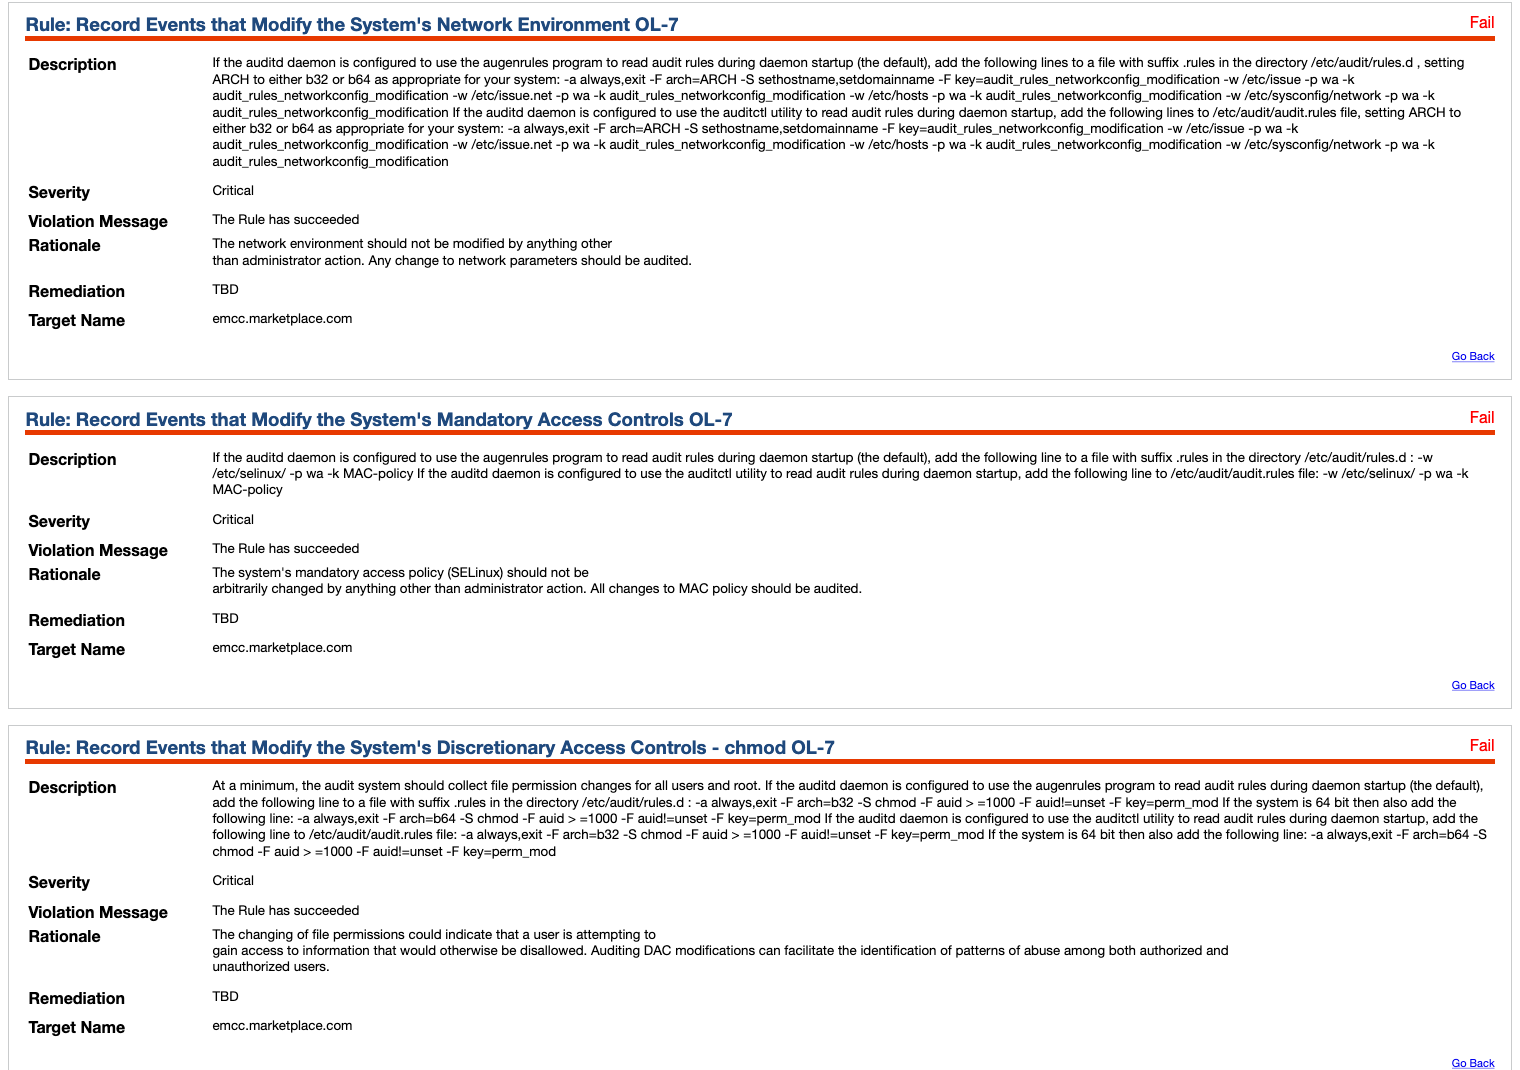 Rule: Record Events that Modify the System's Network Environment OL-7
Fail
Description
If the auditd daemon is configured to use the augenrules program to read audit rules during daemon startup (the default), add the following lines to a file with suffix .rules in the directory /etc/audit/rules.d , setting
ARCH to either b32 or b64 as appropriate for your system: -a always,exit -F arch=ARCH -S sethostname,setdomainname -F key=audit_rules_networkconfig_modification -w /etc/issue -p wa -k
audit_rules_networkconfig_modification -w /etc/issue.net -p wa -k audit_rules_networkconfig_modification -w /etc/hosts -p wa -k audit_rules_networkconfig_modification -w /etc/sysconfig/network -p wa -k
audit_rules_networkconfig_modification If the auditd daemon is configured to use the auditctl utility to read audit rules during daemon startup, add the following lines to /etc/audit/audit.rules file, setting ARCH to
either b32 or b64 as appropriate for your system: -a always,exit -F arch=ARCH -S sethostname,setdomainname -F key=audit_rules_networkconfig_modification -w /etc/issue -p wa -k
audit_rules_networkconfig_modification -w /etc/issue.net -p wa -k audit_rules_networkconfig_modification -w /etc/hosts -p wa -k audit_rules_networkconfig_modification -w /etc/sysconfig/network -p wa -k
audit_rules_networkconfig_modification
Severity
Critical
Violation Message
The Rule has succeeded
Rationale
The network environment should not be modified by anything other
than administrator action. Any change to network parameters should be audited.
Remediation
TBD
Target Name
emcc.marketplace.com
Go Back
Rule: Record Events that Modify the System's Mandatory Access Controls OL-7
Fail
Description
If the auditd daemon is configured to use the augenrules program to read audit rules during daemon startup (the default), add the following line to a file with suffix .rules in the directory /etc/audit/rules.d : -w
/etc/selinux/ -p wa -k MAC-policy If the auditd daemon is configured to use the auditctl utility to read audit rules during daemon startup, add the following line to /etc/audit/audit.rules file: -w /etc/selinux/ -p wa -k
MAC-policy
Severity
Critical
Violation Message
The Rule has succeeded
Rationale
The system's mandatory access policy (SELinux) should not be
arbitrarily changed by anything other than administrator action. All changes to MAC policy should be audited.
Remediation
TBD
Target Name
emcc.marketplace.com
Go Back
Rule: Record Events that Modify the System's Discretionary Access Controls - chmod OL-7
Fail
Description
At a minimum, the audit system should collect file permission changes for all users and root. If the auditd daemon is configured to use the augenrules program to read audit rules during daemon startup (the default),
add the following line to a file with suffix .rules in the directory /etc/audit/rules.d : -a always,exit -F arch=b32 -S chmod -F auid > =1000 -F auid!=unset -F key=perm_mod If the system is 64 bit then also add the
following line: -a always,exit -F arch=b64 -S chmod -F auid > =1000 -F auid!=unset -F key=perm_mod If the auditd daemon is configured to use the auditctl utility to read audit rules during daemon startup, add the
following line to /etc/audit/audit.rules file: -a always,exit -F arch=b32 -S chmod -F auid > =1000 -F auid!=unset -F key=perm_mod If the system is 64 bit then also add the following line: -a always,exit -F arch=b64 -S
chmod -F auid > =1000 -F auid!=unset -F key=perm_mod
Severity
Critical
Violation Message
The Rule has succeeded
Rationale
The changing of file permissions could indicate that a user is attempting to
gain access to information that would otherwise be disallowed. Auditing DAC modifications can facilitate the identification of patterns of abuse among both authorized and
unauthorized users.
Remediation
TBD
Target Name
emcc.marketplace.com
Go Back